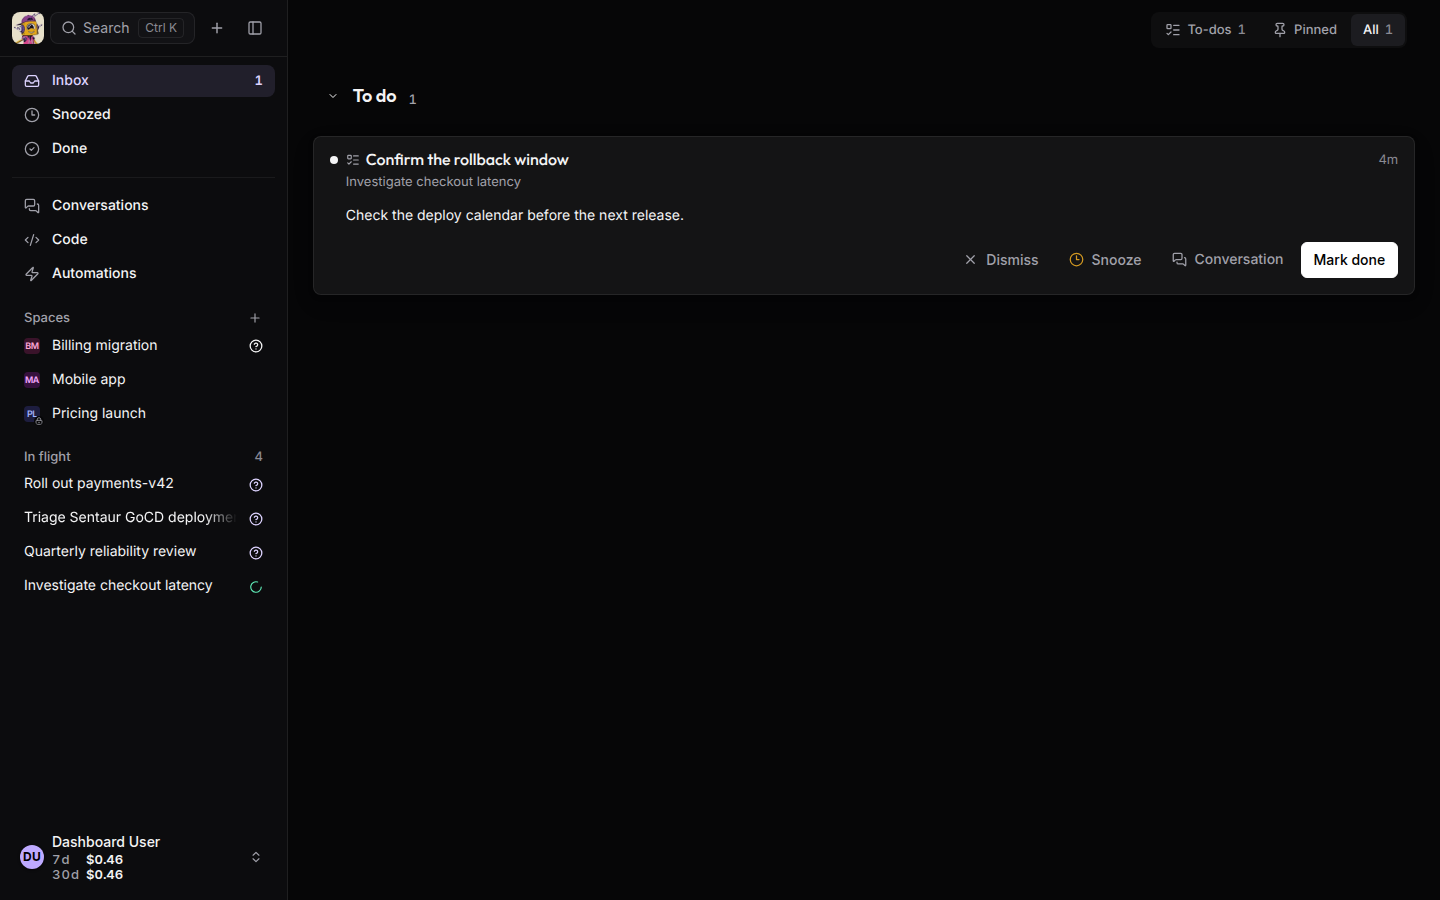 Search Ctrl K
Inbox 1
Snoozed
Done
Conversations
Code
Automations
Spaces
BM Billing migration
MA Mobile app
PL Pricing launch
In flight 4
Roll out payments-v42
Triage Sentaur GoCD deployme
Quarterly reliability review
Investigate checkout latency
DU Dashboard User
7d $0.46
30d $0.46
To-dos 1 Pinned All 1
To do 1
Confirm the rollback window 4m
Investigate checkout latency
Check the deploy calendar before the next release.
Dismiss Snooze Conversation Mark done